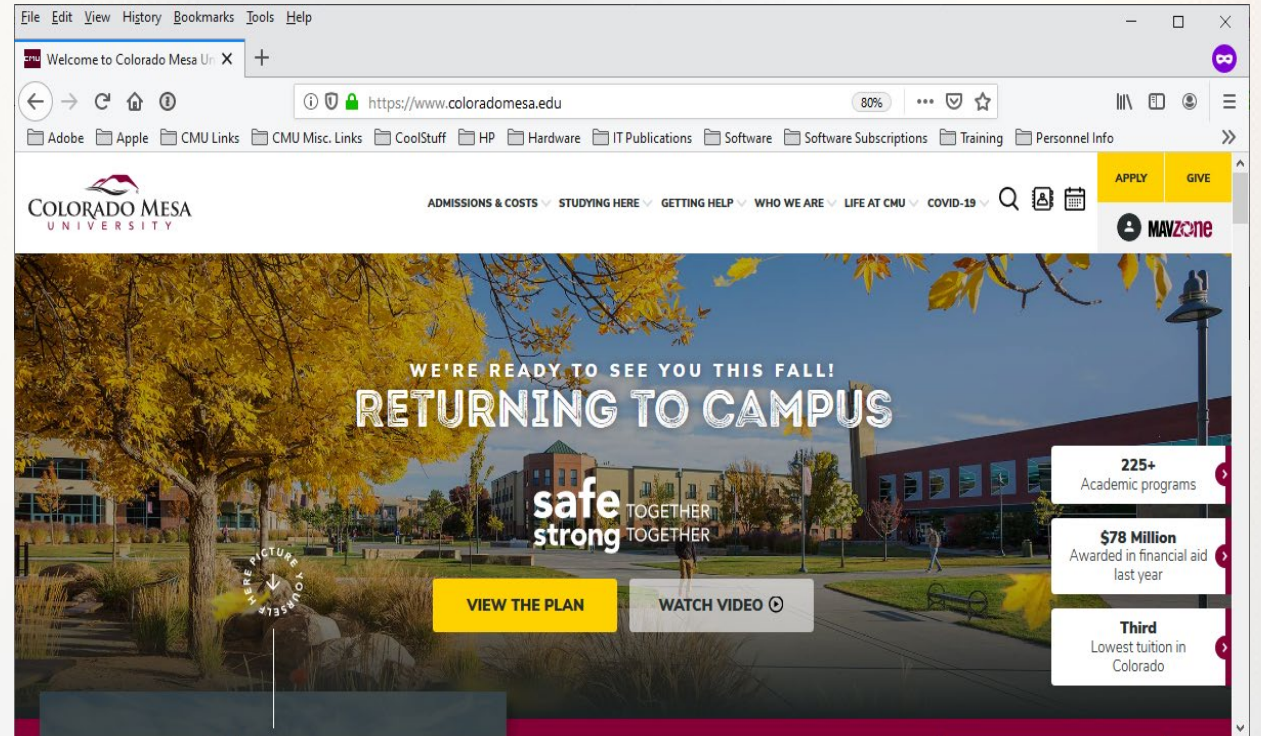 File Edit View History Bookmarks Tools Help
CMU Welcome to Colorado Mesa Un
https://www.coloradomesa.edu 80%
Adobe Apple CMU Links CMU Misc. Links CoolStuff HP Hardware IT Publications Software Software Subscriptions Training Personnel Info
APPLY GIVE
COLORADO MESA
UNIVERSITY
ADMISSIONS & COSTS STUDYING HERE GETTING HELP WHO WE ARE LIFE AT CMU COVID-19
MAVZONE
WE'RE READY TO SEE YOU THIS FALL!
RETURNING TO CAMPUS
safe TOGETHER
strong TOGETHER
PICTURE YOURSELF HERE
VIEW THE PLAN WATCH VIDEO
225+
Academic programs
$78 Million
Awarded in financial aid
last year
Third
Lowest tuition in
Colorado